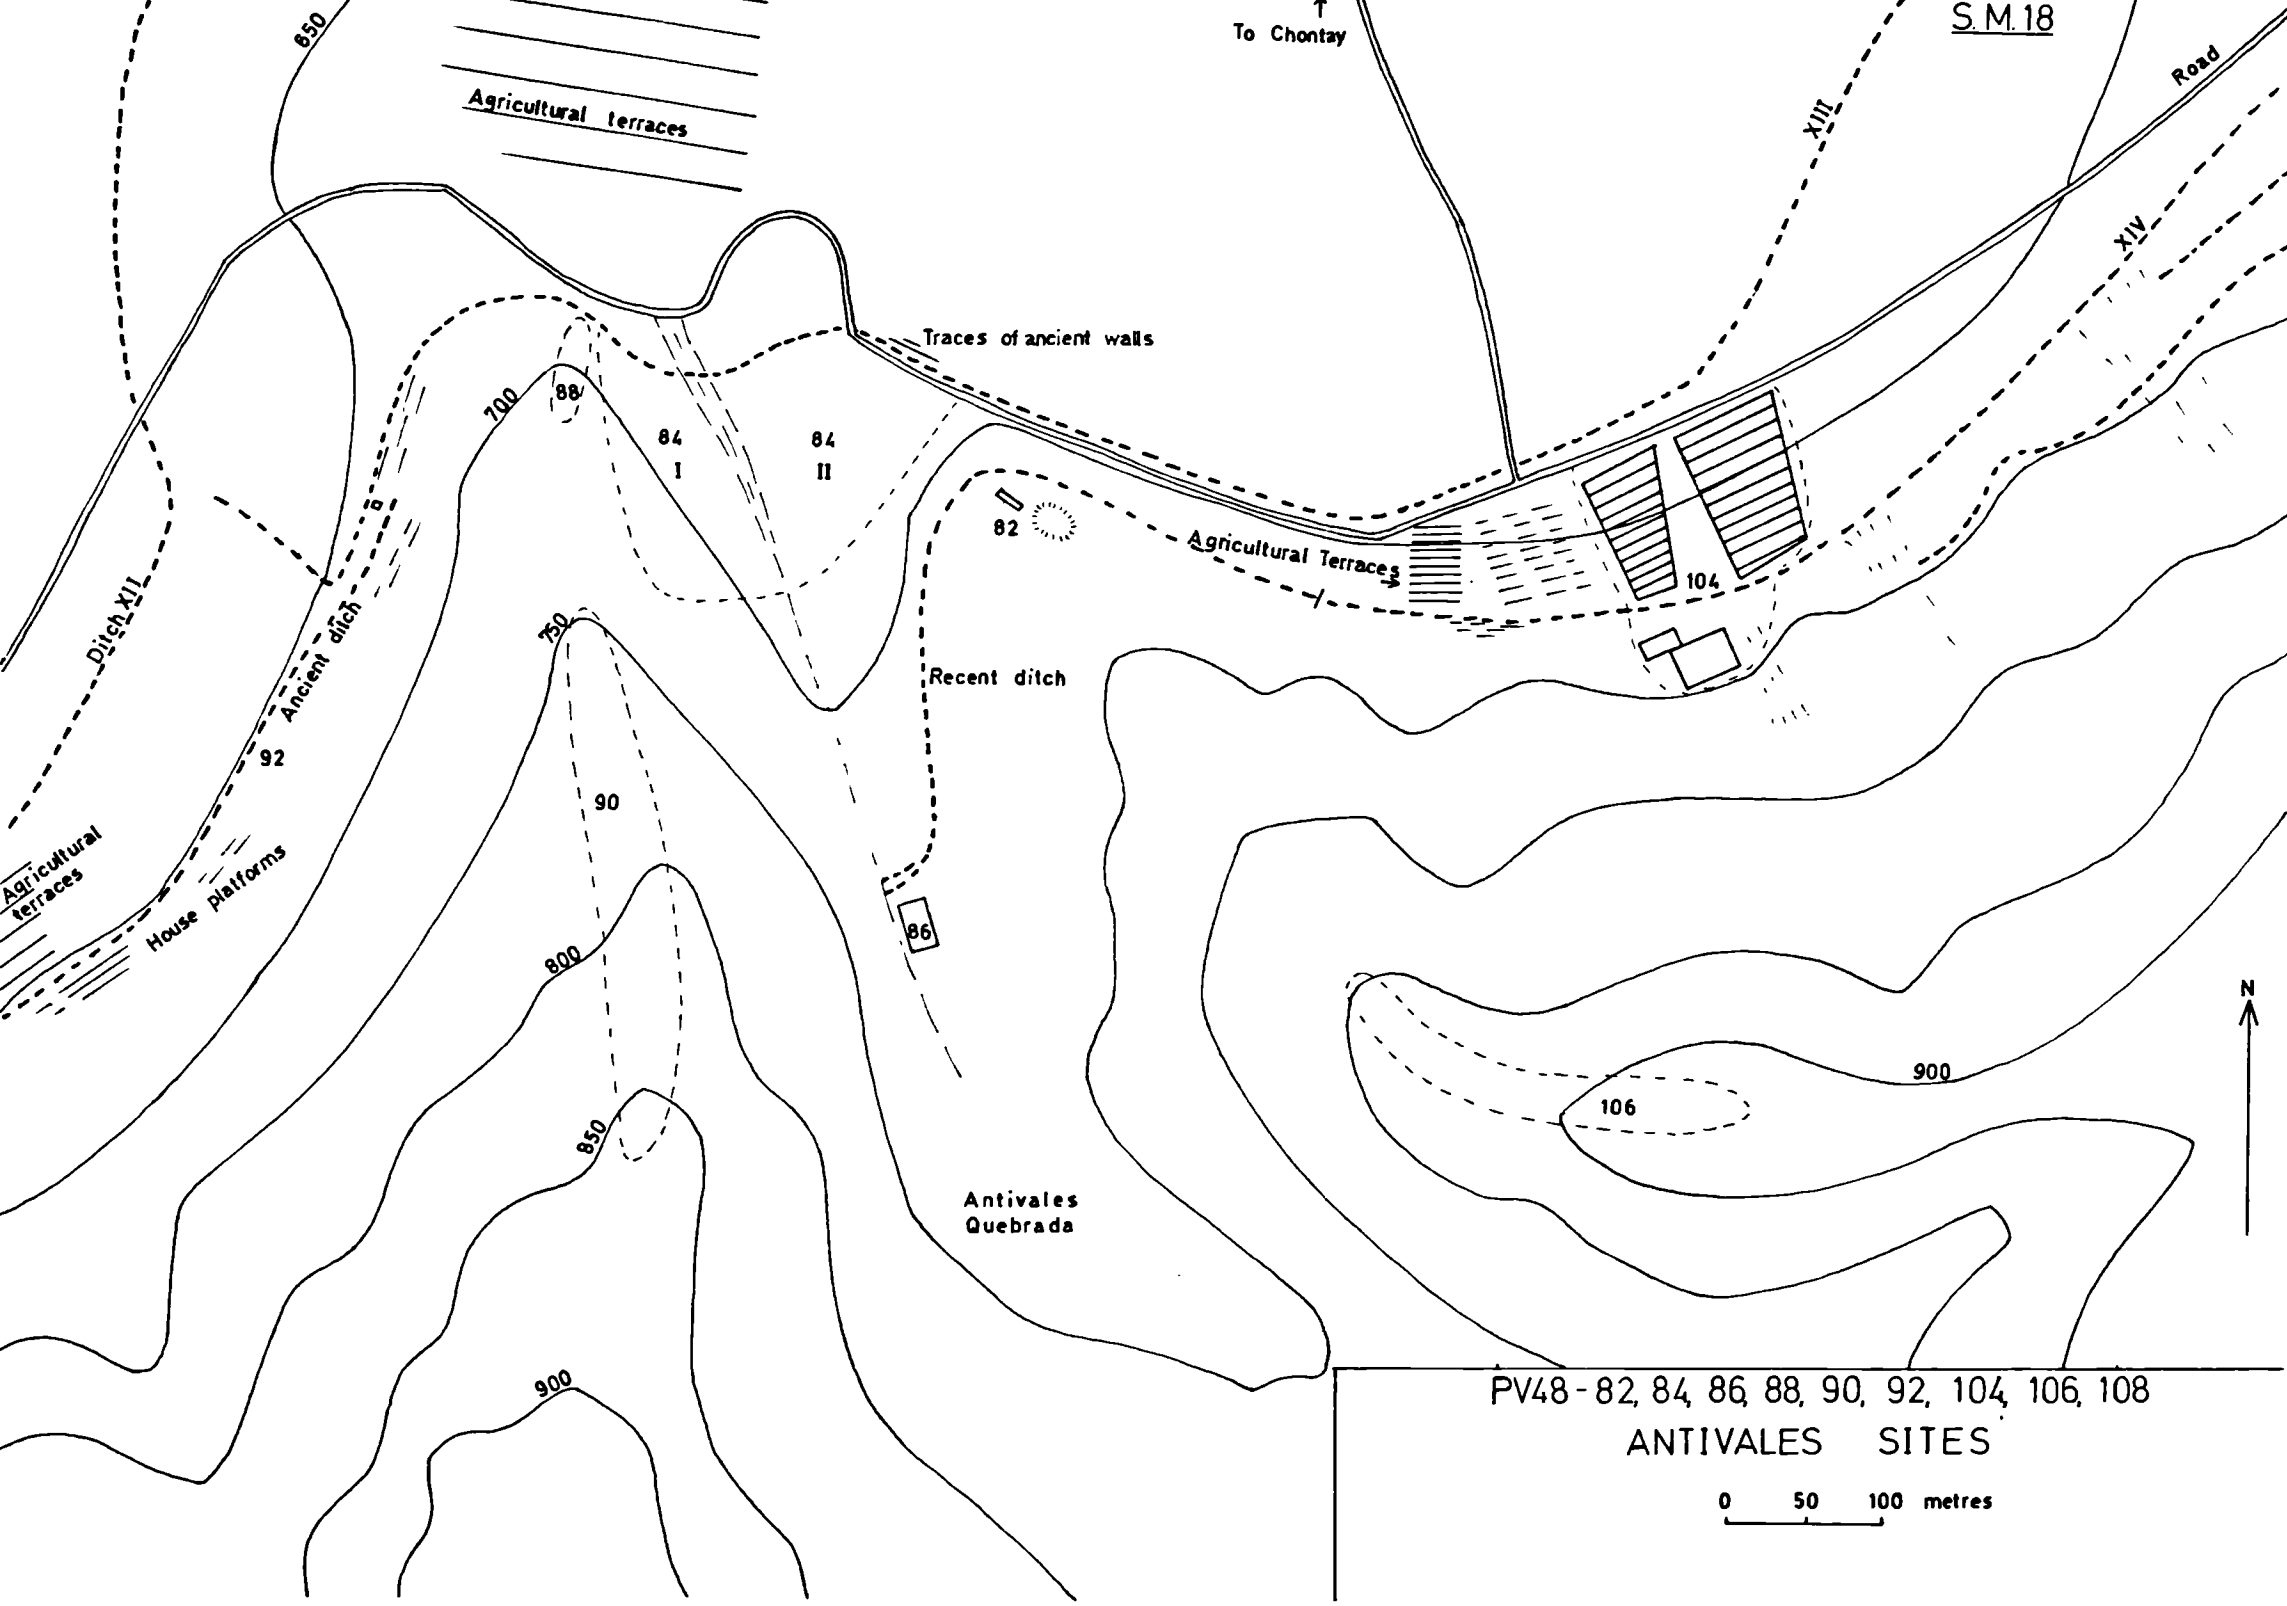 S.M.18
650
To Chontay
Road
Agricultural terraces
XIII
XIV
Traces of ancient walls
700
88
84
I
84
II
82
Agricultural Terraces
104
Ditch XII
Ancient ditch
750
Recent ditch
92
90
Agricultural
terraces
House platforms
86
800
N
900
106
850
Antivales
Quebrada
900
PV48-82, 84, 86, 88, 90, 92, 104, 106, 108
ANTIVALES SITES
0 50 100 metres